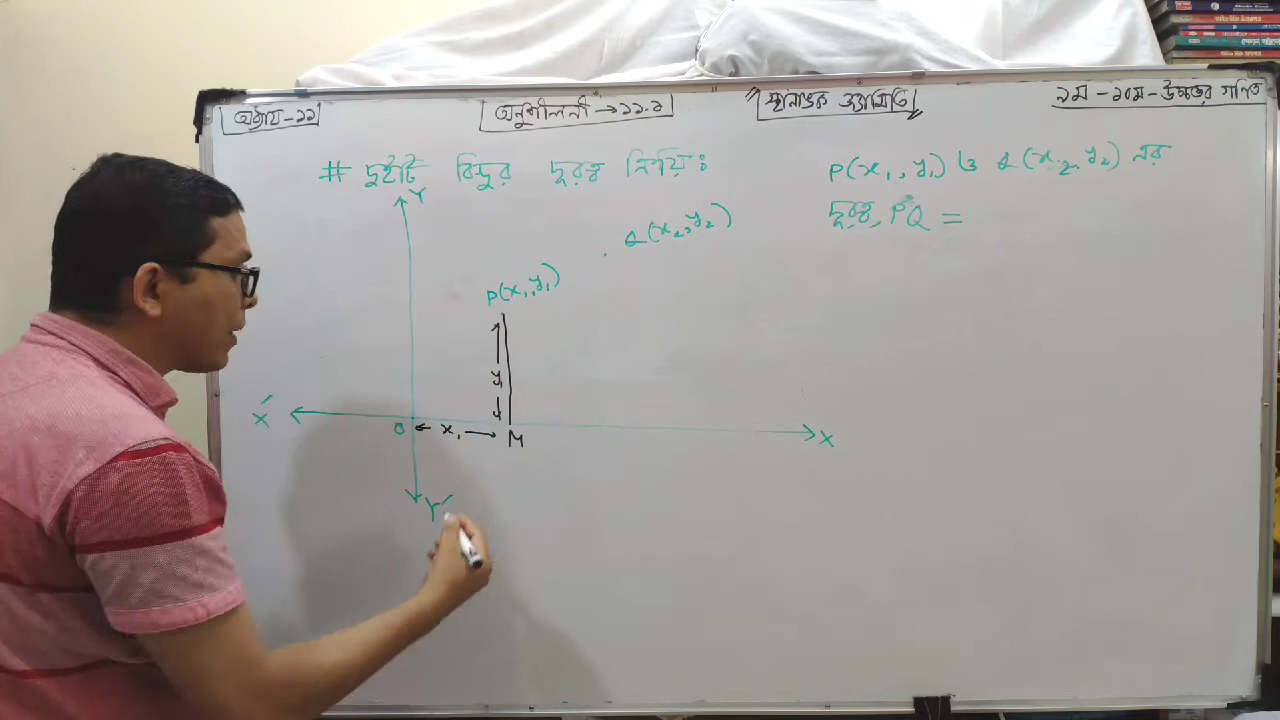 অধ্যায়-১১
অনুশীলনী → ১১.১
"স্থানাঙ্ক জ্যামিতি"
৯ম - ১০ম - উচ্চতর গণিত
# দুইটি বিন্দুর দূরত্ব নির্ণয়:
P(x₁, y₁) ও Q(x₂, y₂) এর
দূরত্ব, PQ =
Y
Q(x₂, y₂)
P(x₁, y₁)
y₁
X′
O
x₁
M
X
Y′